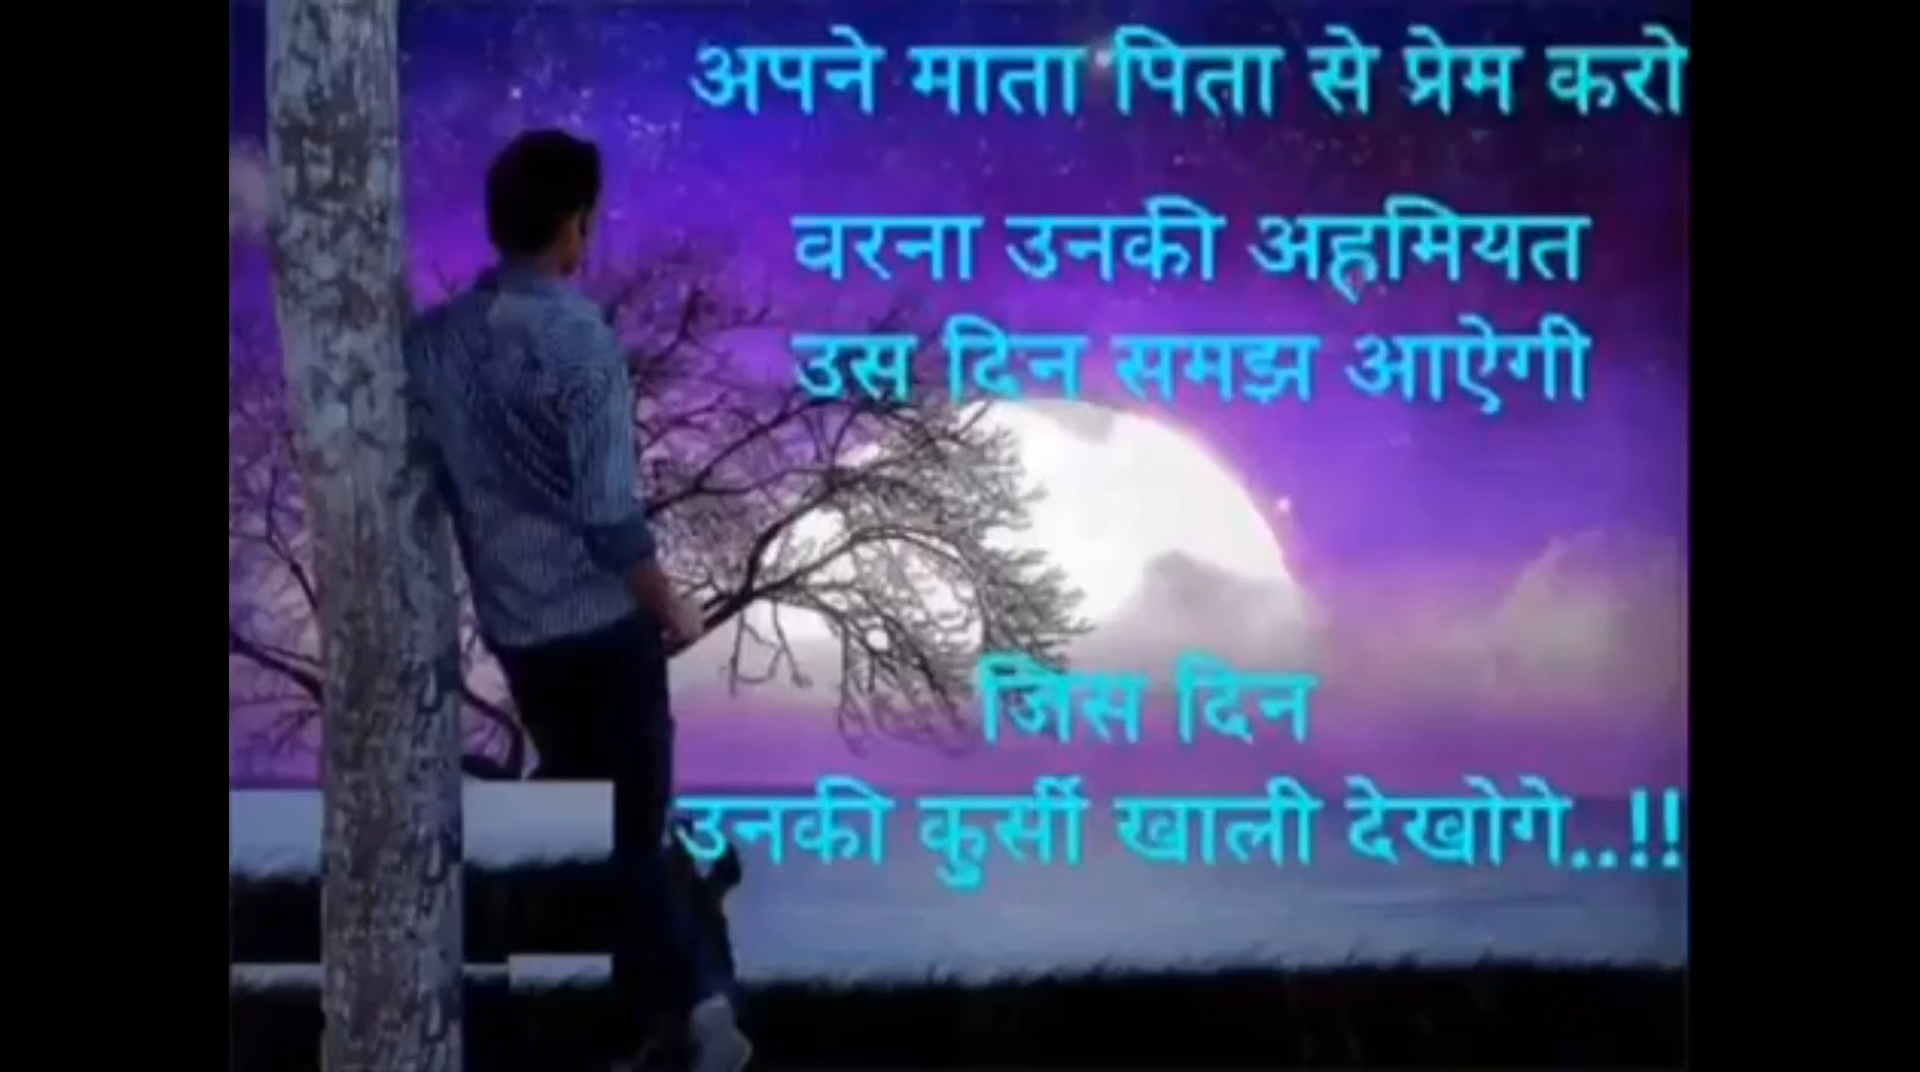 अपने माता पिता से प्रेम करो
वरना उनकी अहमियत
उस दिन समझ आऐगी
जिस दिन
उनकी कुर्सी खाली देखोगे..!!